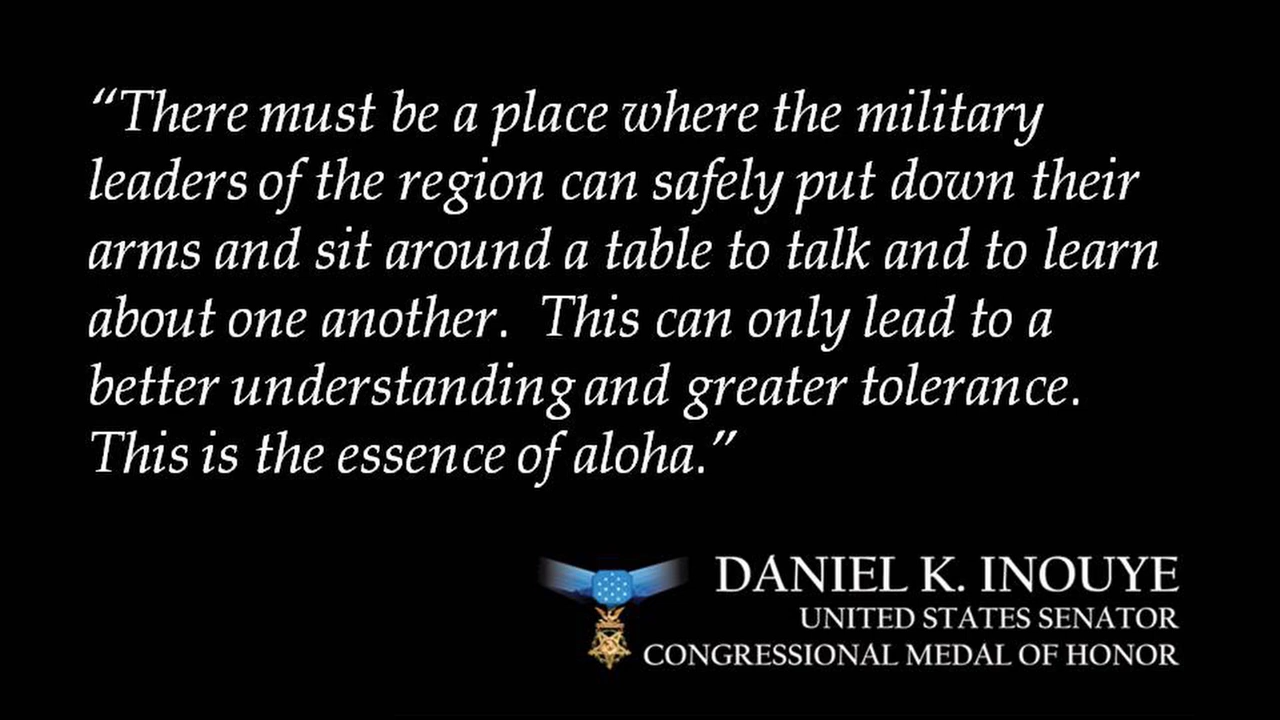 “There must be a place where the military
leaders of the region can safely put down their
arms and sit around a table to talk and to learn
about one another.  This can only lead to a
better understanding and greater tolerance.
This is the essence of aloha.”
DANIEL K. INOUYE
UNITED STATES SENATOR
CONGRESSIONAL MEDAL OF HONOR